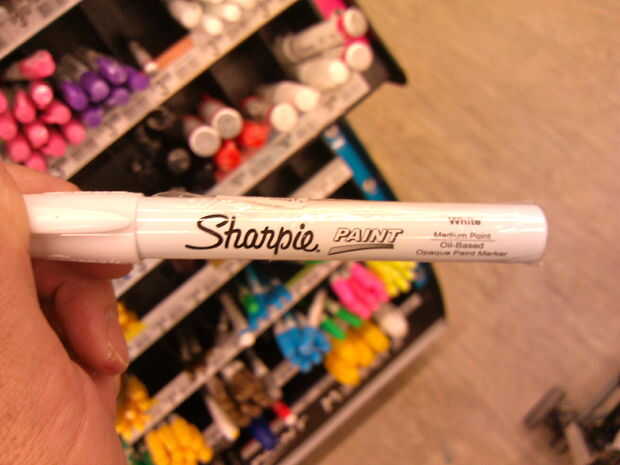 Sharpie. PAINT
White
Medium Point
Oil-Based
Opaque Paint Marker